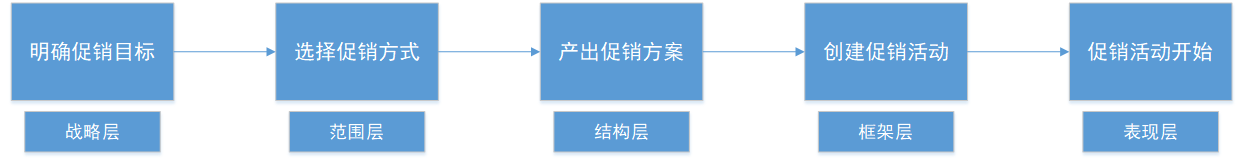 明确促销目标
选择促销方式
产出促销方案
创建促销活动
促销活动开始
战略层
范围层
结构层
框架层
表现层